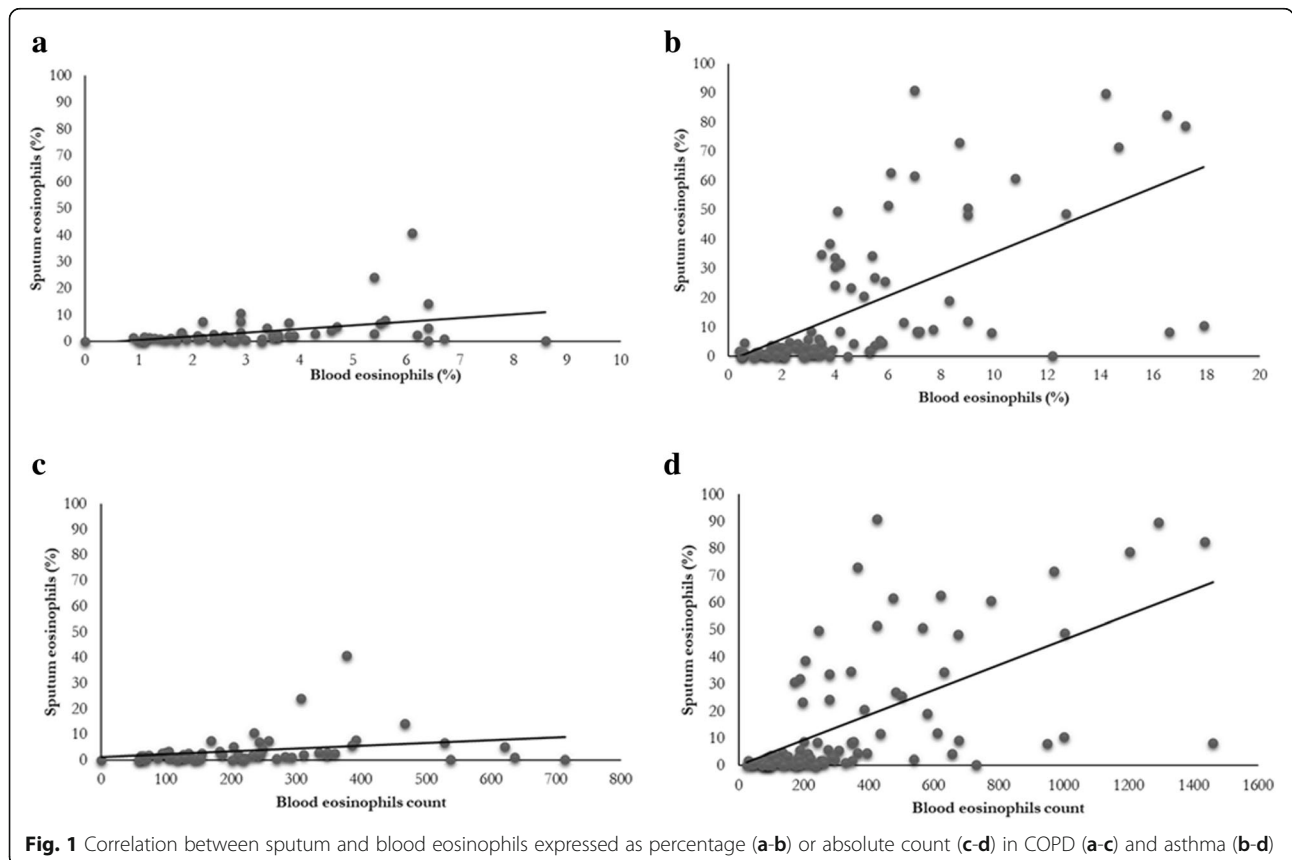 a
100
90
80
70
60
50
40
30
20
10
0
Sputum eosinophils (%)
0 1 2 3 4 5 6 7 8 9 10
Blood eosinophils (%)
b
100
90
80
70
60
50
40
30
20
10
0
Sputum eosinophils (%)
0 2 4 6 8 10 12 14 16 18 20
Blood eosinophils (%)
c
100
90
80
70
60
50
40
30
20
10
0
Sputum eosinophils (%)
0 100 200 300 400 500 600 700 800
Blood eosinophils count
d
100
90
80
70
60
50
40
30
20
10
0
Sputum eosinophils (%)
0 200 400 600 800 1000 1200 1400 1600
Blood eosinophils count
Fig. 1 Correlation between sputum and blood eosinophils expressed as percentage (a-b) or absolute count (c-d) in COPD (a-c) and asthma (b-d)